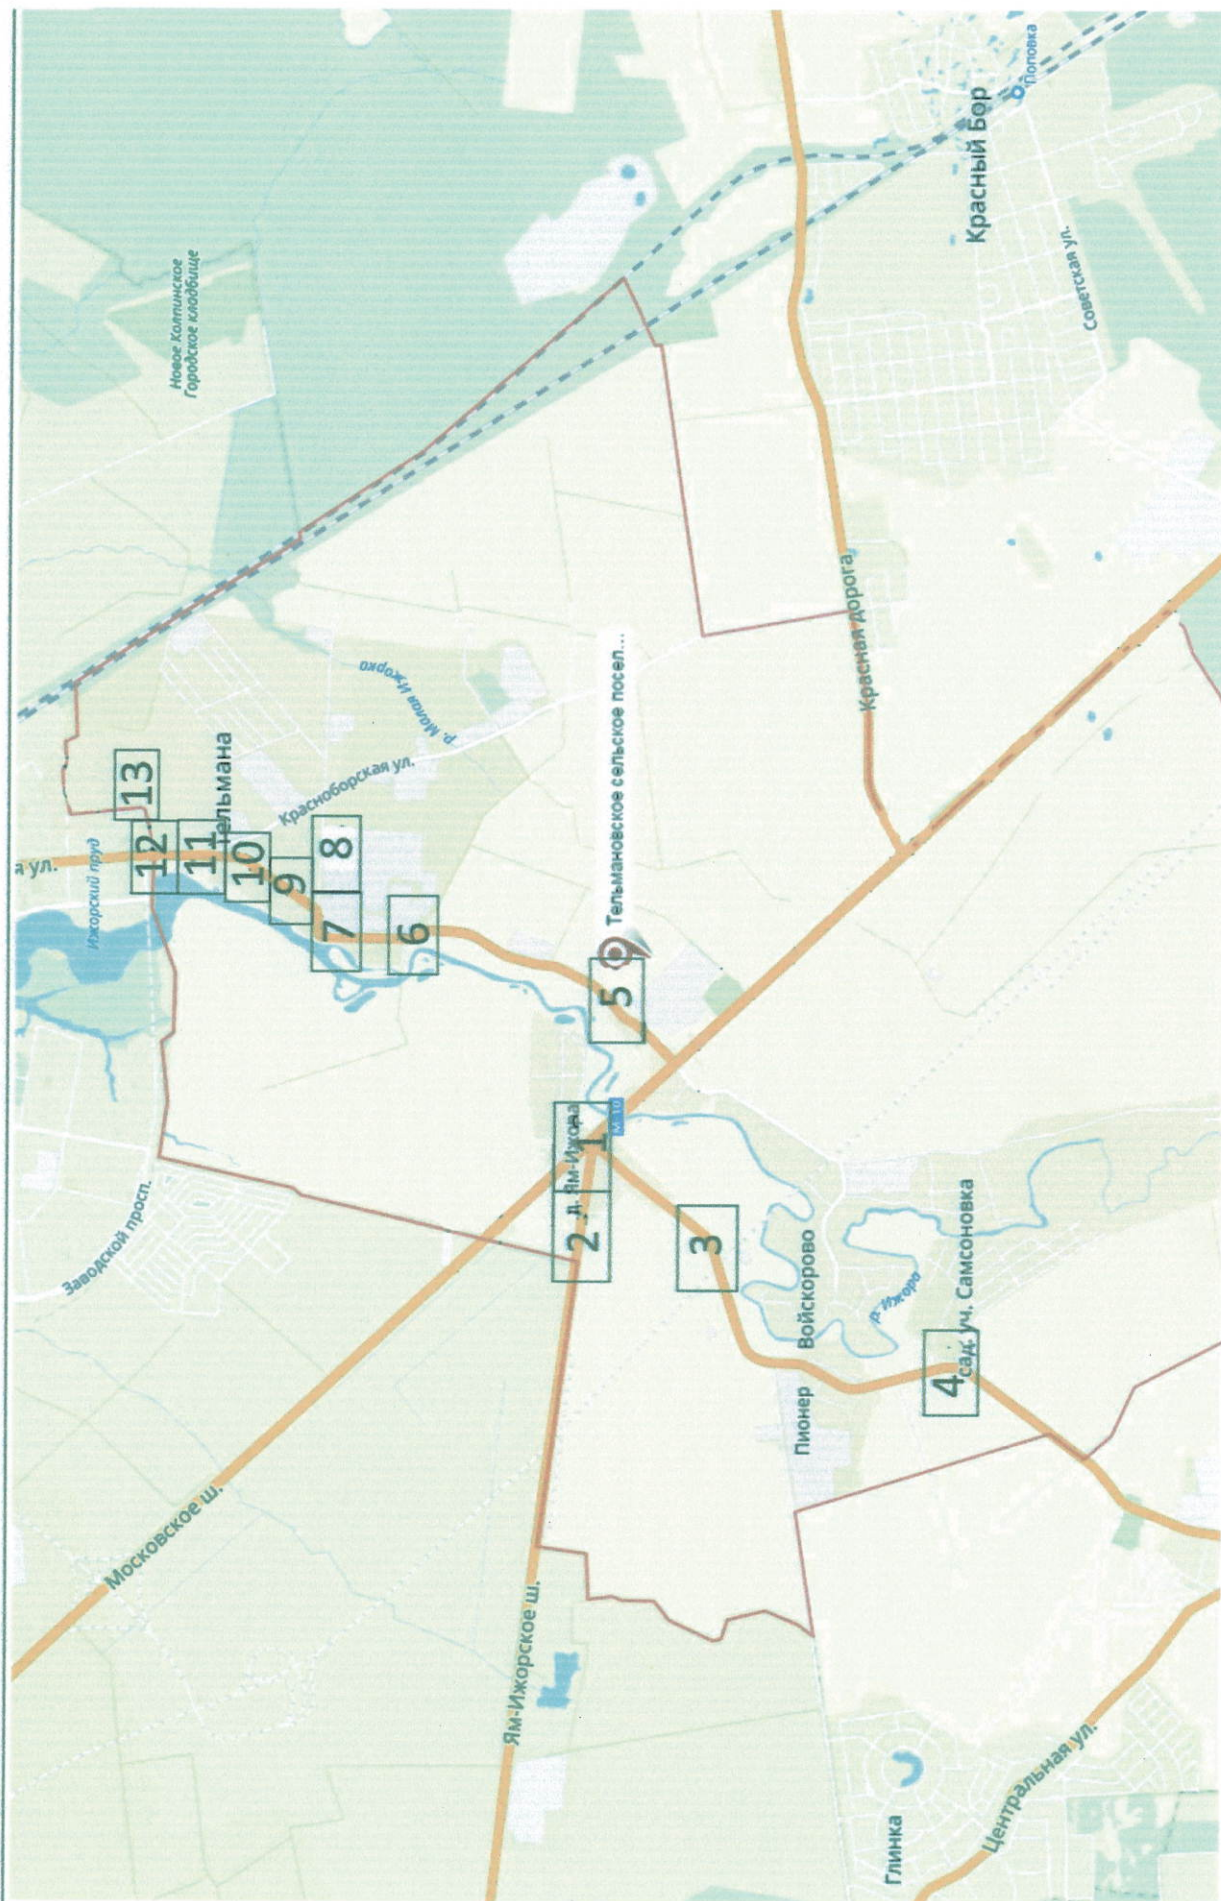 Новое Колпинское
Городское кладбище
Поповка
Красный Бор
Советская ул.
Красная дорога
р. Малая Ижорка
Красноборская ул.
Тельмана
13
12
11
10
9
8
7
6
5
Тельмановское сельское посел...
а ул.
Ижорский пруд
Заводской просп.
д. Ям-Ижора
1
2
М-10
3
4
Войскорово
Пионер
сад. уч. Самсоновка
Московское ш.
Ям-Ижорское ш.
Глинка
Центральная ул.